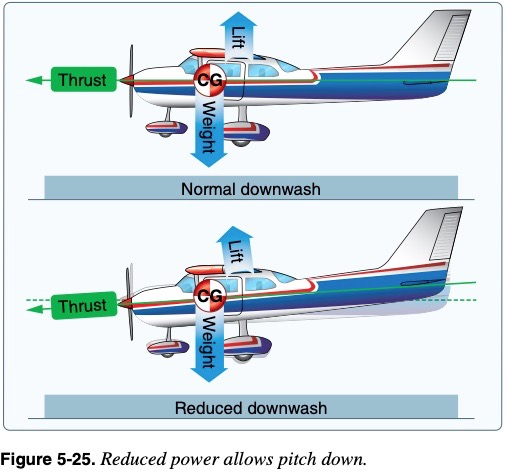 Lift
Thrust
CG
Weight
Normal downwash
Lift
Thrust
CG
Weight
Reduced downwash
Figure 5-25. Reduced power allows pitch down.